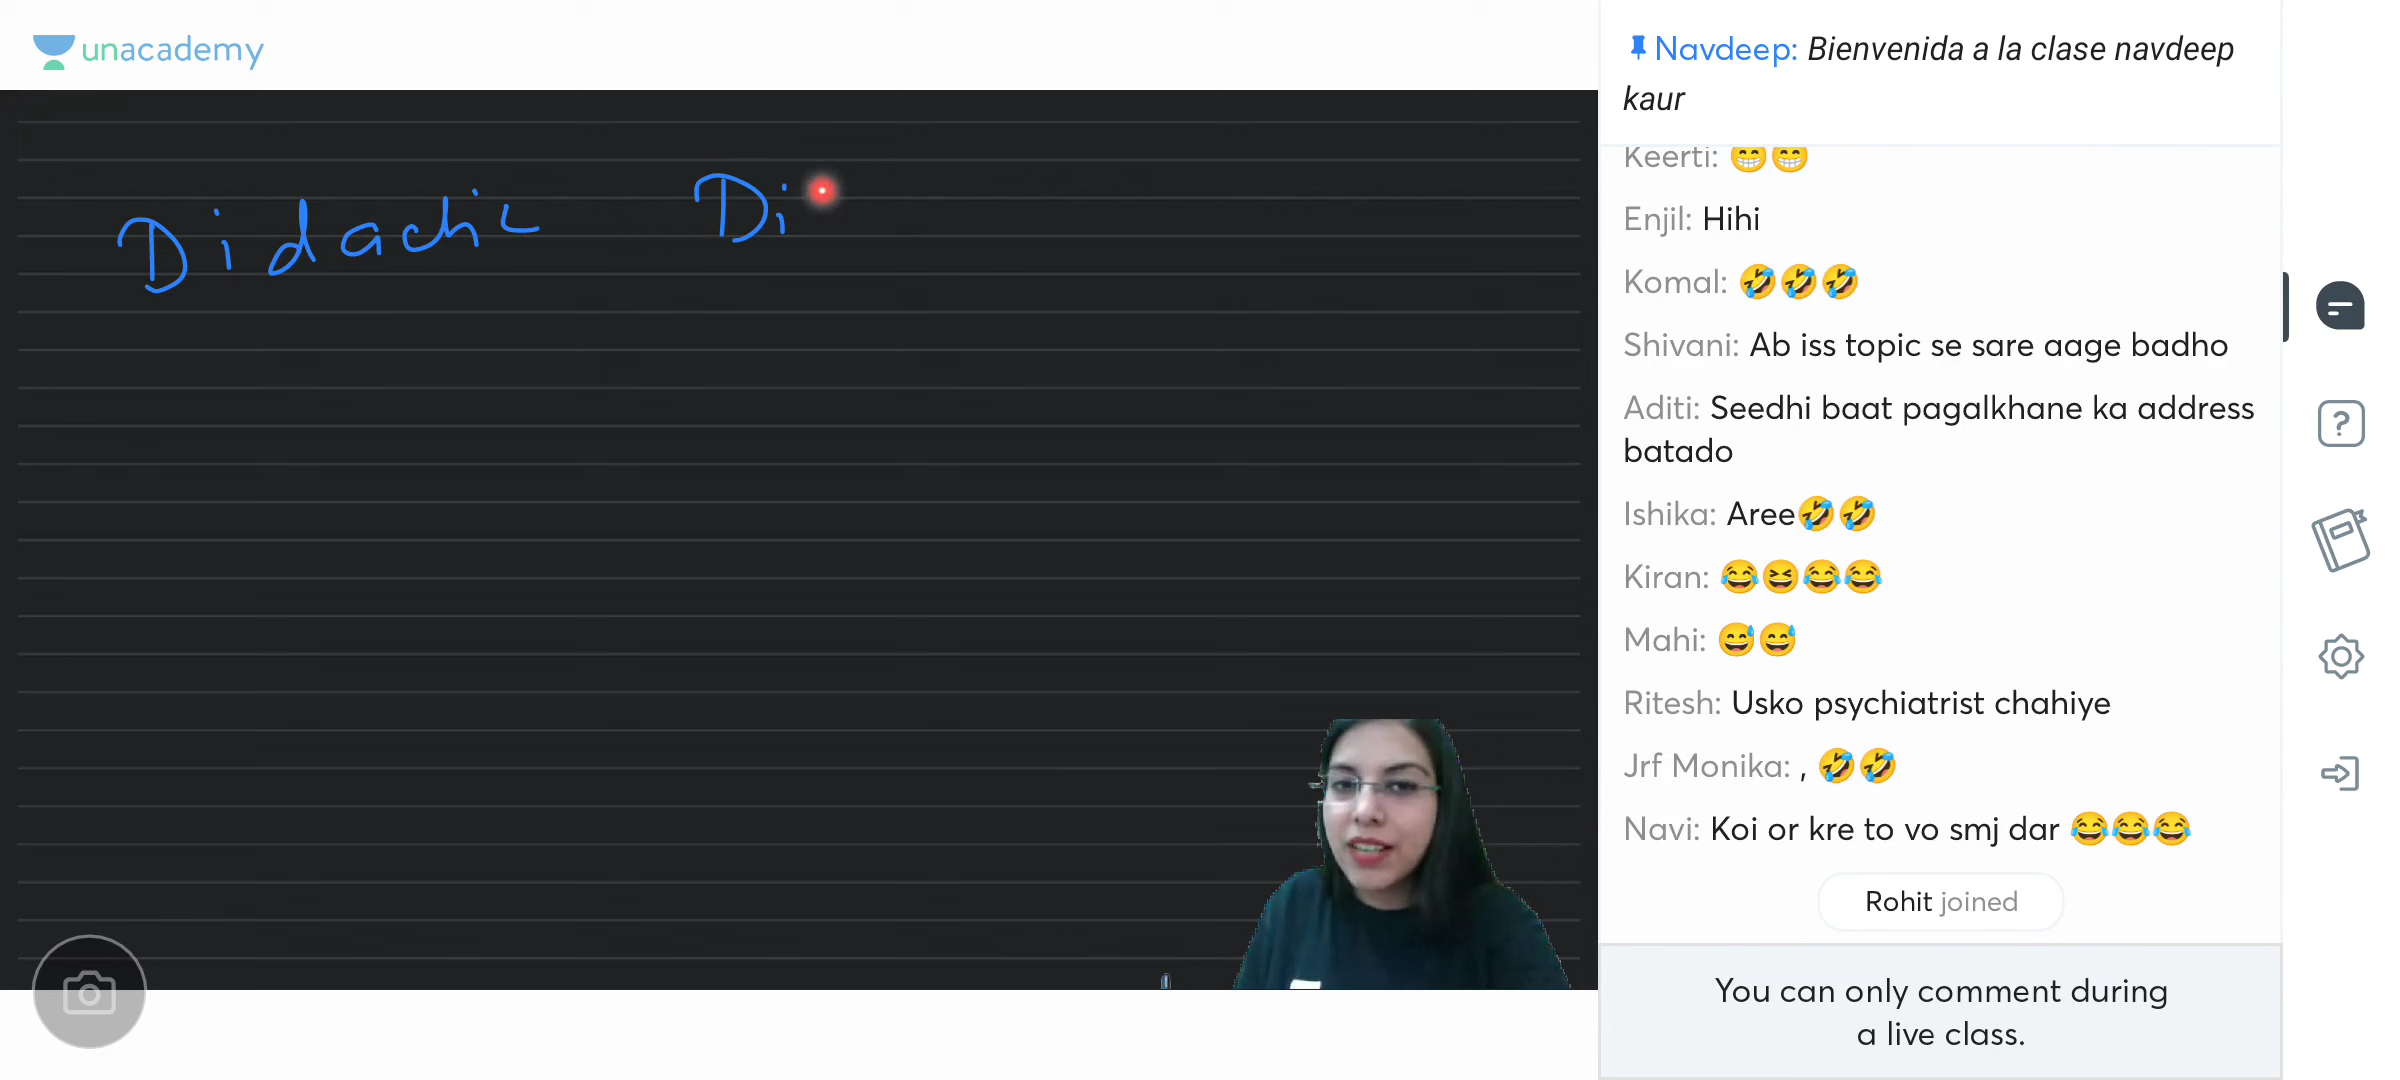 unacademy
Didactic Di
Navdeep: Bienvenida a la clase navdeep
kaur
Keerti: 😁😁
Enjil: Hihi
Komal: 🤣🤣🤣
Shivani: Ab iss topic se sare aage badho
Aditi: Seedhi baat pagalkhane ka address
batado
Ishika: Aree🤣🤣
Kiran: 😂😆😂😂
Mahi: 😅😅
Ritesh: Usko psychiatrist chahiye
Jrf Monika: , 🤣🤣
Navi: Koi or kre to vo smj dar 😂😂😂
Rohit joined
You can only comment during
a live class.